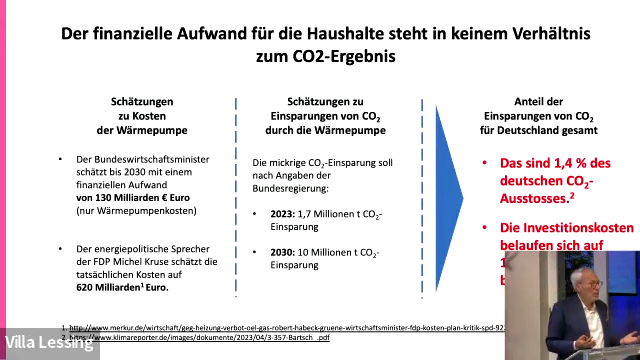 Der finanzielle Aufwand für die Haushalte steht in keinem Verhältnis
zum CO2-Ergebnis
Schätzungen
zu Kosten
der Wärmepumpe
• Der Bundeswirtschaftsminister
schätzt bis 2030 mit einem
finanziellen Aufwand
von 130 Milliarden € Euro
(nur Wärmepumpenkosten)
• Der energiepolitische Sprecher
der FDP Michel Kruse schätzt die
tatsächlichen Kosten auf
620 Milliarden¹ Euro.
Schätzungen zu
Einsparungen von CO₂
durch die Wärmepumpe
Die mickrige CO₂-Einsparung soll
nach Angaben der
Bundesregierung:
• 2023: 1,7 Millionen t CO₂-
Einsparung
• 2030: 10 Millionen t CO₂-
Einsparung
Anteil der
Einsparungen von CO₂
für Deutschland gesamt
• Das sind 1,4 % des
deutschen CO₂-
Ausstosses.²
• Die Investitionskosten
belaufen sich auf
1. http://www.merkur.de/wirtschaft/geg-heizung-verbot-oel-gas-robert-habeck-gruene-wirtschaftsminister-fdp-kosten-plan-kritik-spd-92
2. https://www.klimareporter.de/images/dokumente/2023/04/3-357-Bartsch_.pdf
Villa Lessing